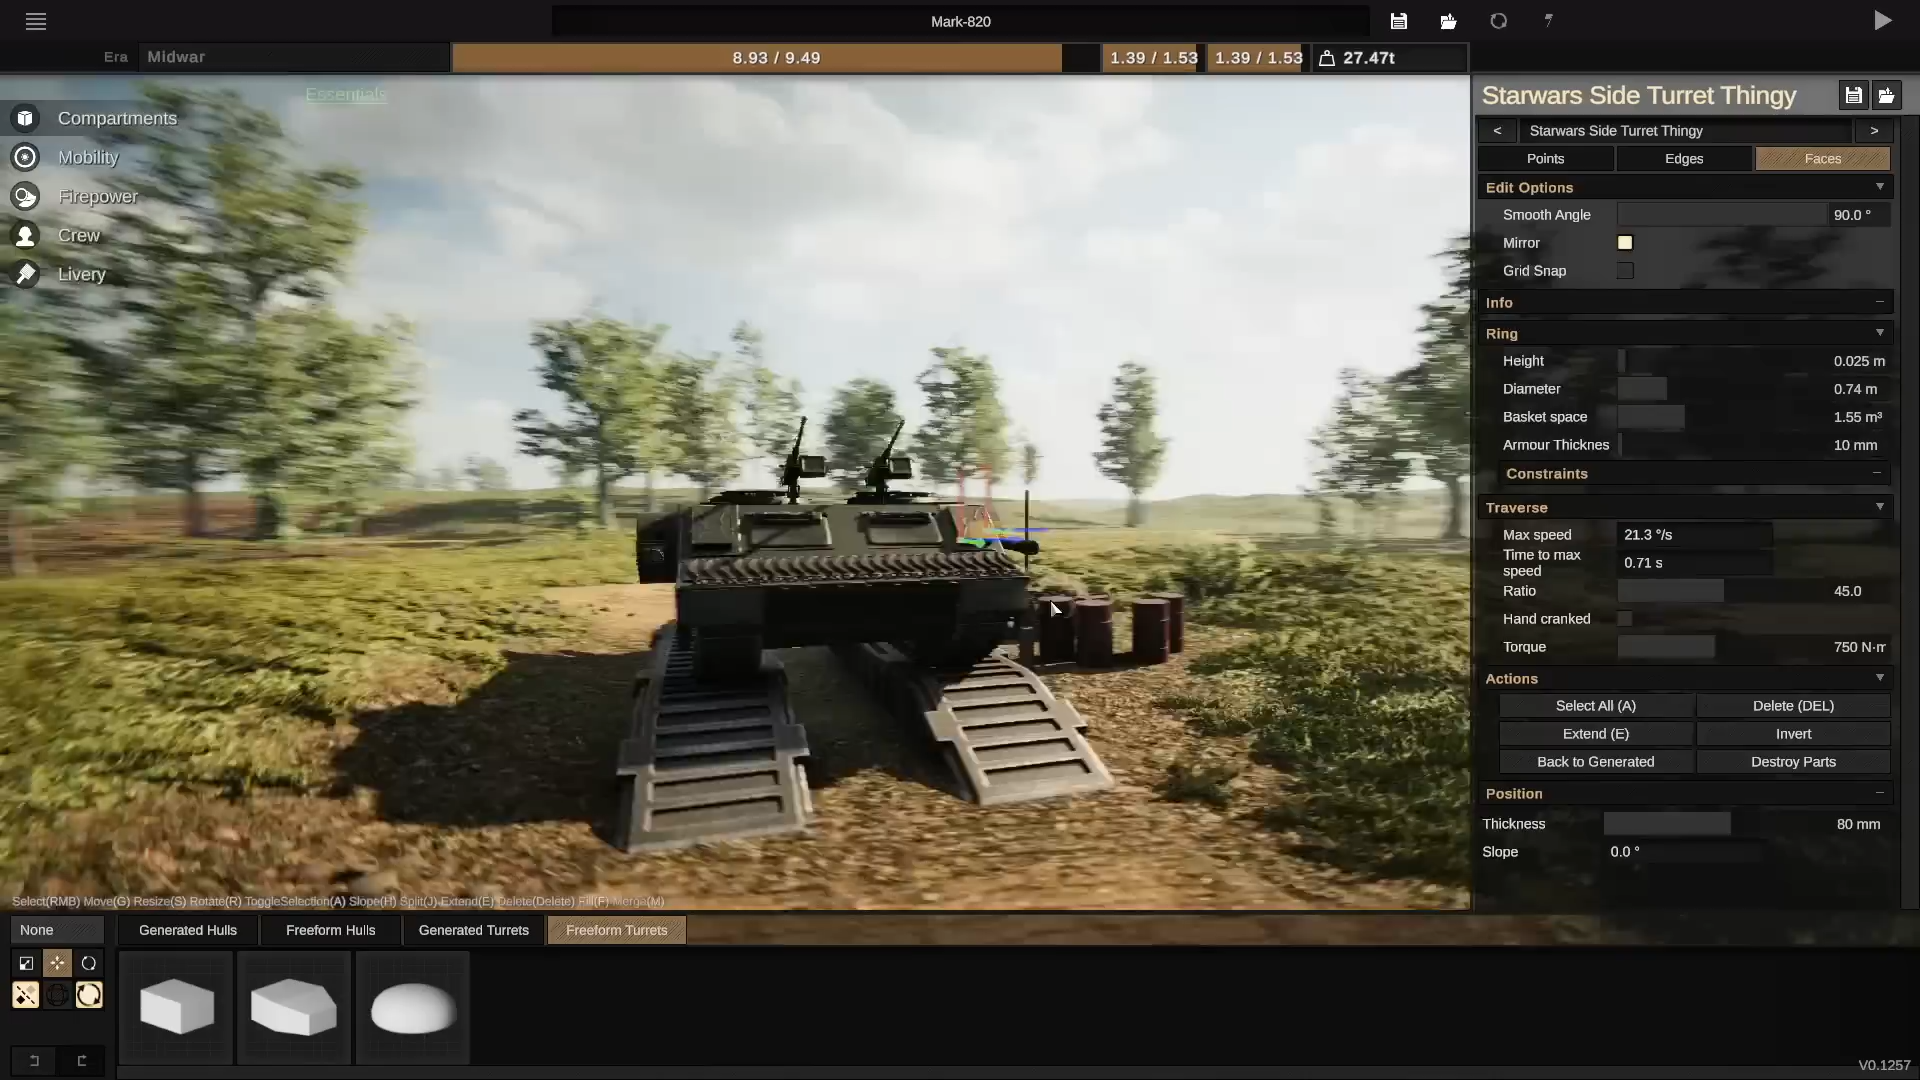 Mark-820
Era
Midwar
8.93 / 9.49
1.39 / 1.53
1.39 / 1.53
27.47t
Essentials
Compartments
Mobility
Firepower
Crew
Livery
Starwars Side Turret Thingy
<
Starwars Side Turret Thingy
>
Points
Edges
Faces
Edit Options
Smooth Angle
90.0 °
Mirror
Grid Snap
Info
Ring
Height
0.025 m
Diameter
0.74 m
Basket space
1.55 m³
Armour Thicknes
10 mm
Constraints
Traverse
Max speed
21.3 °/s
Time to max speed
0.71 s
Ratio
45.0
Hand cranked
Torque
750 N·m
Actions
Select All (A)
Delete (DEL)
Extend (E)
Invert
Back to Generated
Destroy Parts
Position
Thickness
80 mm
Slope
0.0 °
Select(RMB) Move(G) Resize(S) Rotate(R) ToggleSelection(A) Slope(H) Split(J) Extend(E) Delete(Delete) Fill(F) Merge(M)
None
Generated Hulls
Freeform Hulls
Generated Turrets
Freeform Turrets
V0.1257